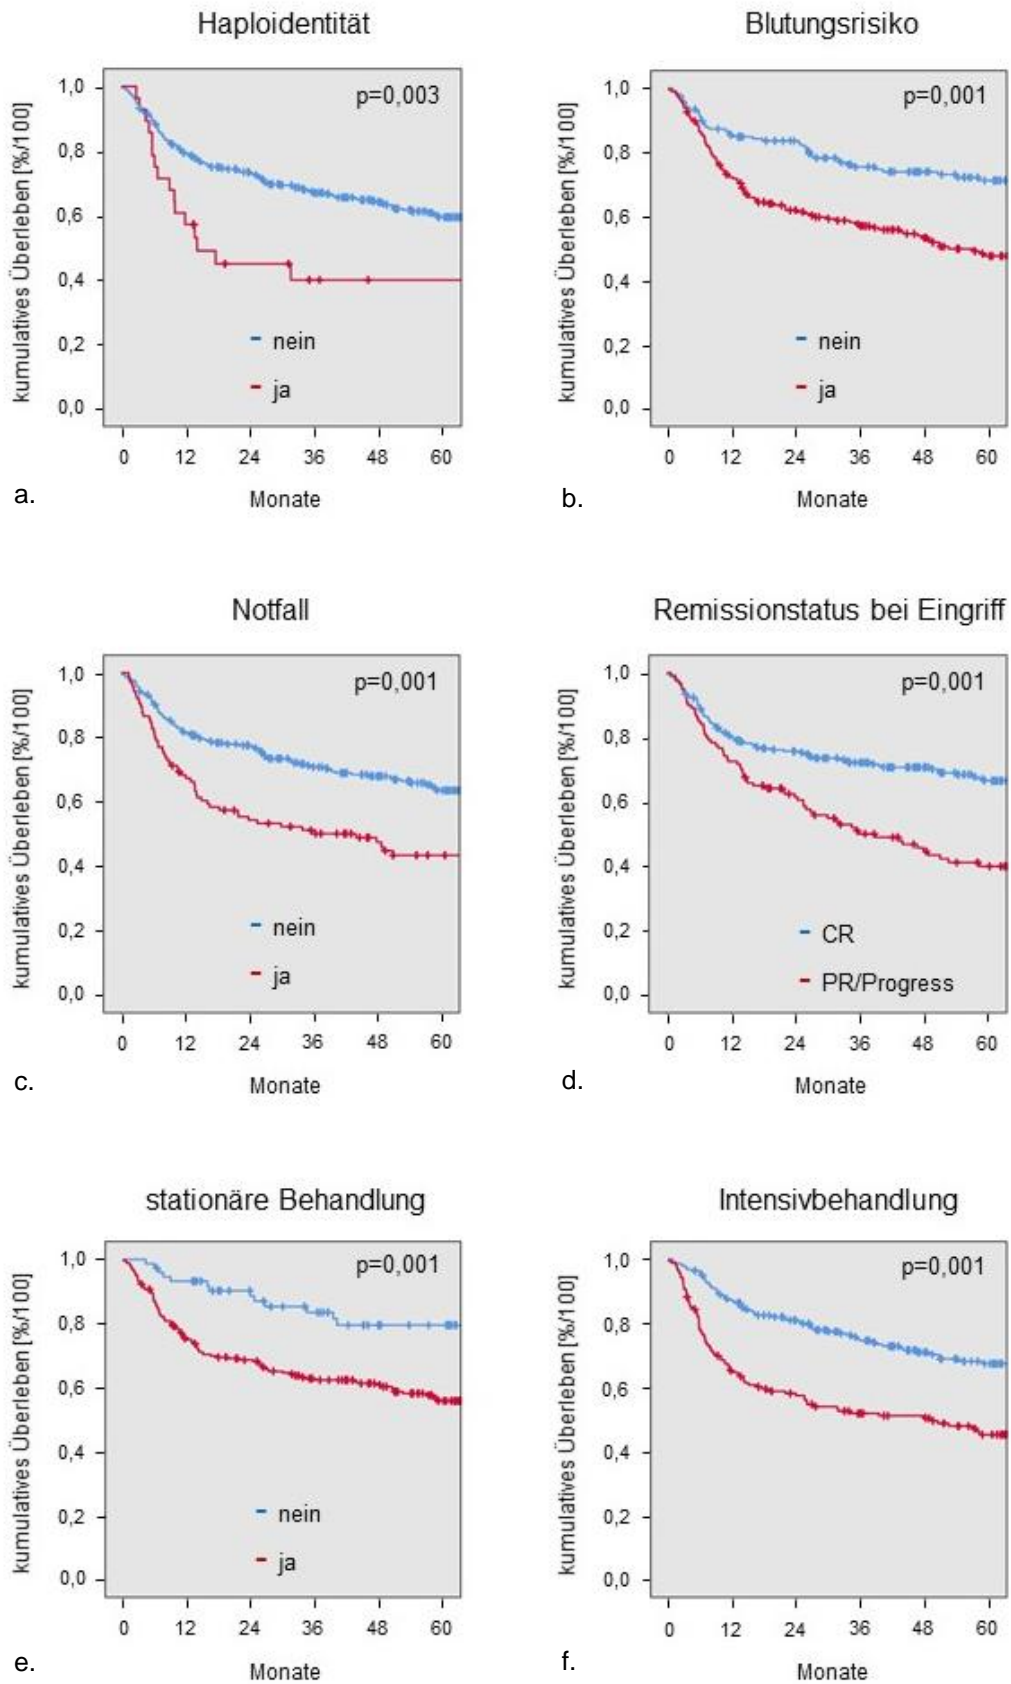 Haploidentität
kumulatives Überleben [%/100]
1,0
0,8
0,6
0,4
0,2
0,0
p=0,003
nein
ja
0 12 24 36 48 60
Monate
a.
Blutungsrisiko
kumulatives Überleben [%/100]
1,0
0,8
0,6
0,4
0,2
0,0
p=0,001
nein
ja
0 12 24 36 48 60
Monate
b.
Notfall
kumulatives Überleben [%/100]
1,0
0,8
0,6
0,4
0,2
0,0
p=0,001
nein
ja
0 12 24 36 48 60
Monate
c.
Remissionstatus bei Eingriff
kumulatives Überleben [%/100]
1,0
0,8
0,6
0,4
0,2
0,0
p=0,001
CR
PR/Progress
0 12 24 36 48 60
Monate
d.
stationäre Behandlung
kumulatives Überleben [%/100]
1,0
0,8
0,6
0,4
0,2
0,0
p=0,001
nein
ja
0 12 24 36 48 60
Monate
e.
Intensivbehandlung
kumulatives Überleben [%/100]
1,0
0,8
0,6
0,4
0,2
0,0
p=0,001
0 12 24 36 48 60
Monate
f.